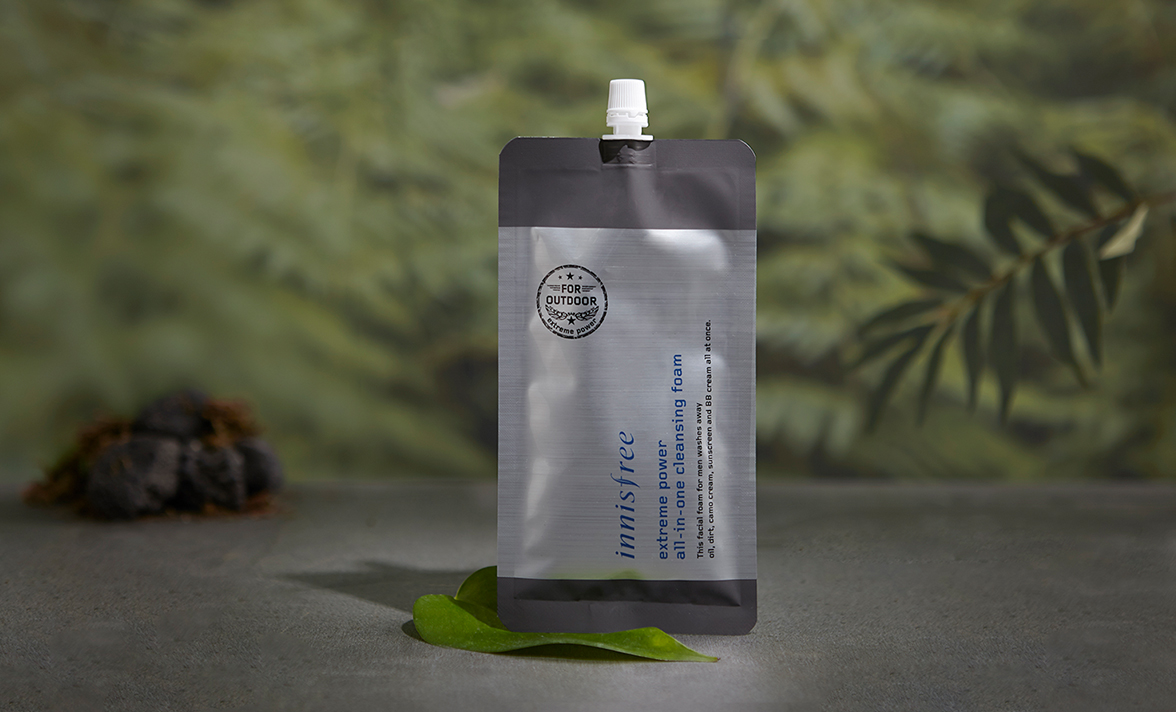 FOR
OUTDOOR
extreme power
innisfree
extreme power
all-in-one cleansing foam
This facial foam for men washes away
oil, dirt, camo cream, sunscreen and BB cream all at once.